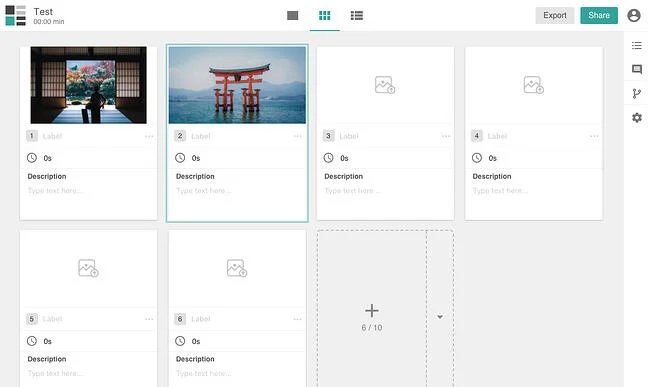 Test
00:00 min
Export
Share
1 Label
2 Label
3 Label
4 Label
0s
0s
0s
0s
Description
Description
Description
Description
Type text here...
Type text here...
Type text here...
Type text here...
5 Label
6 Label
6 / 10
0s
0s
Description
Description
Type text here...
Type text here...